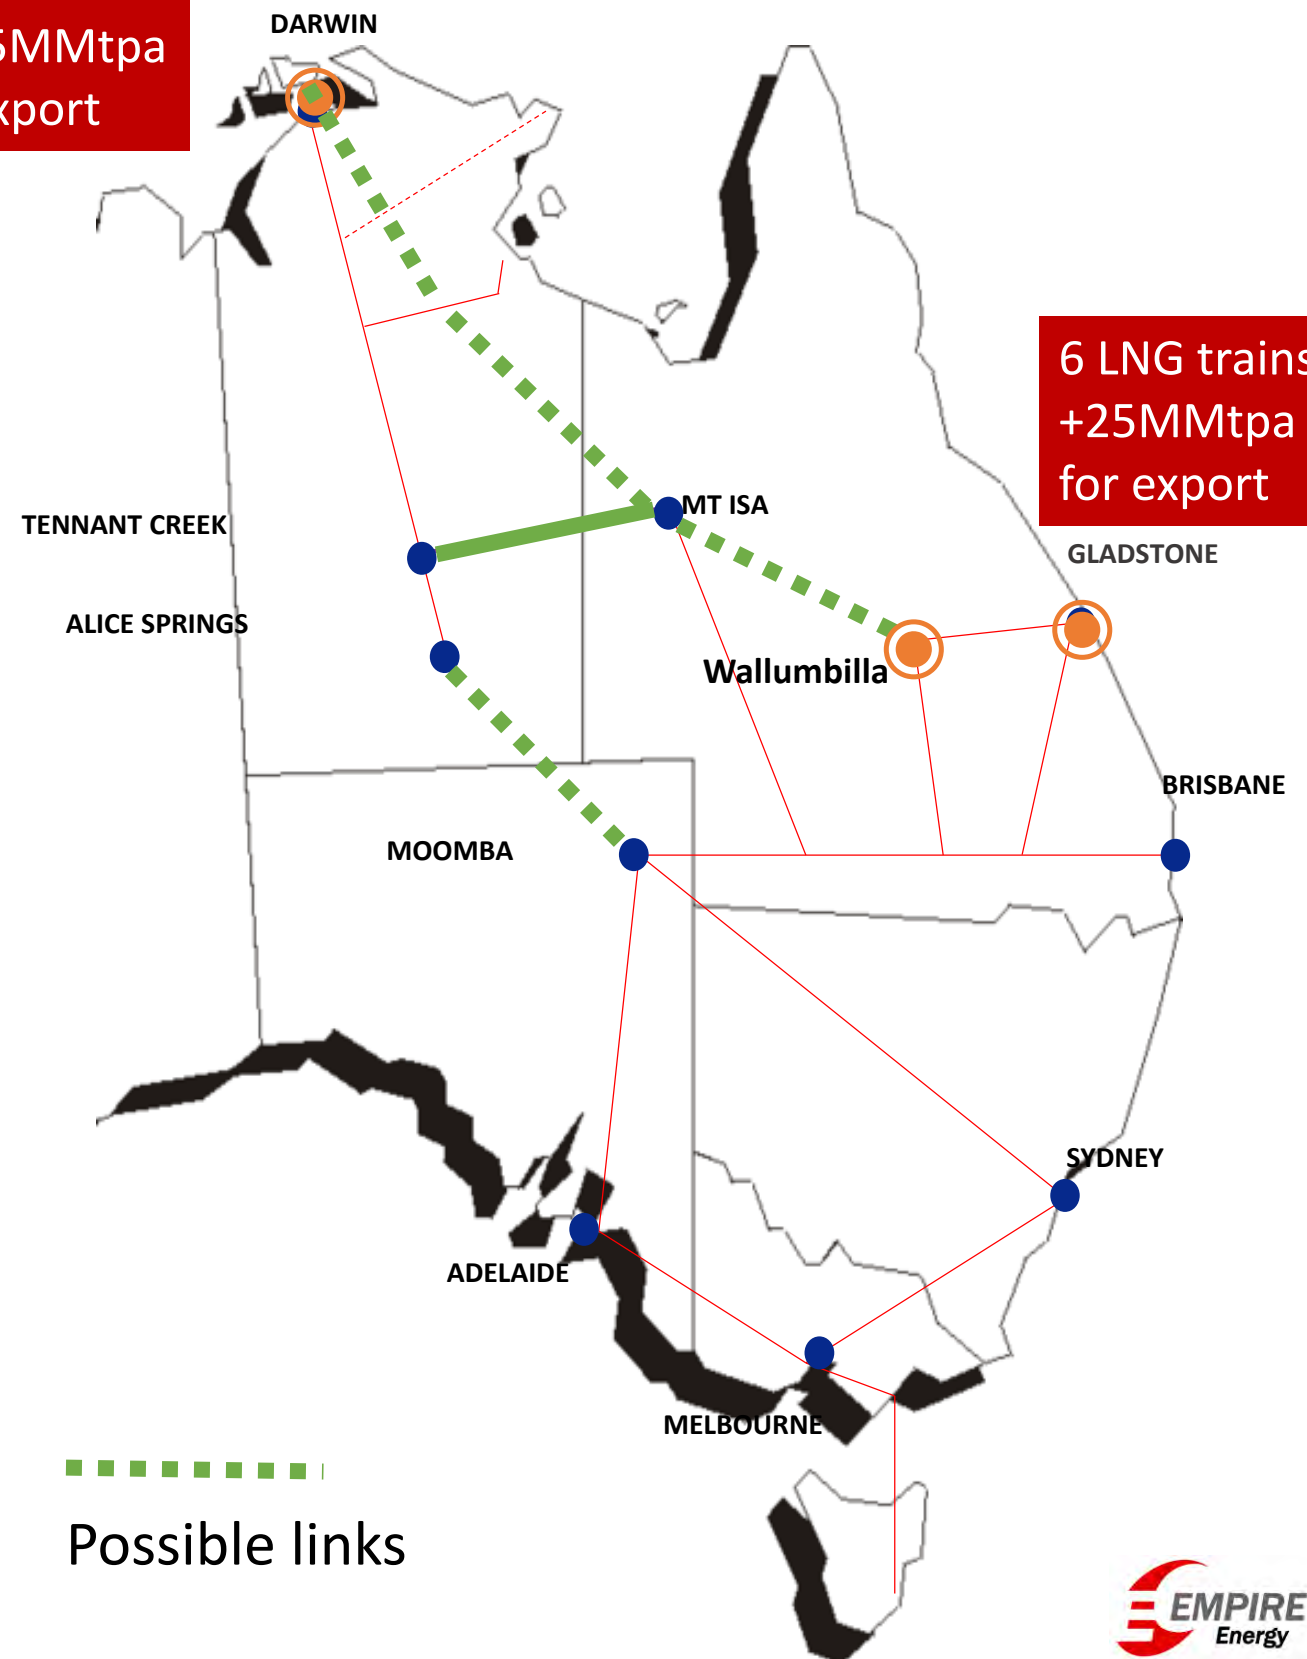 DARWIN
5MMtpa
xport
6 LNG trains
+25MMtpa
for export
MT ISA
TENNANT CREEK
GLADSTONE
ALICE SPRINGS
Wallumbilla
BRISBANE
MOOMBA
SYDNEY
ADELAIDE
MELBOURNE
Possible links
EMPIRE
Energy